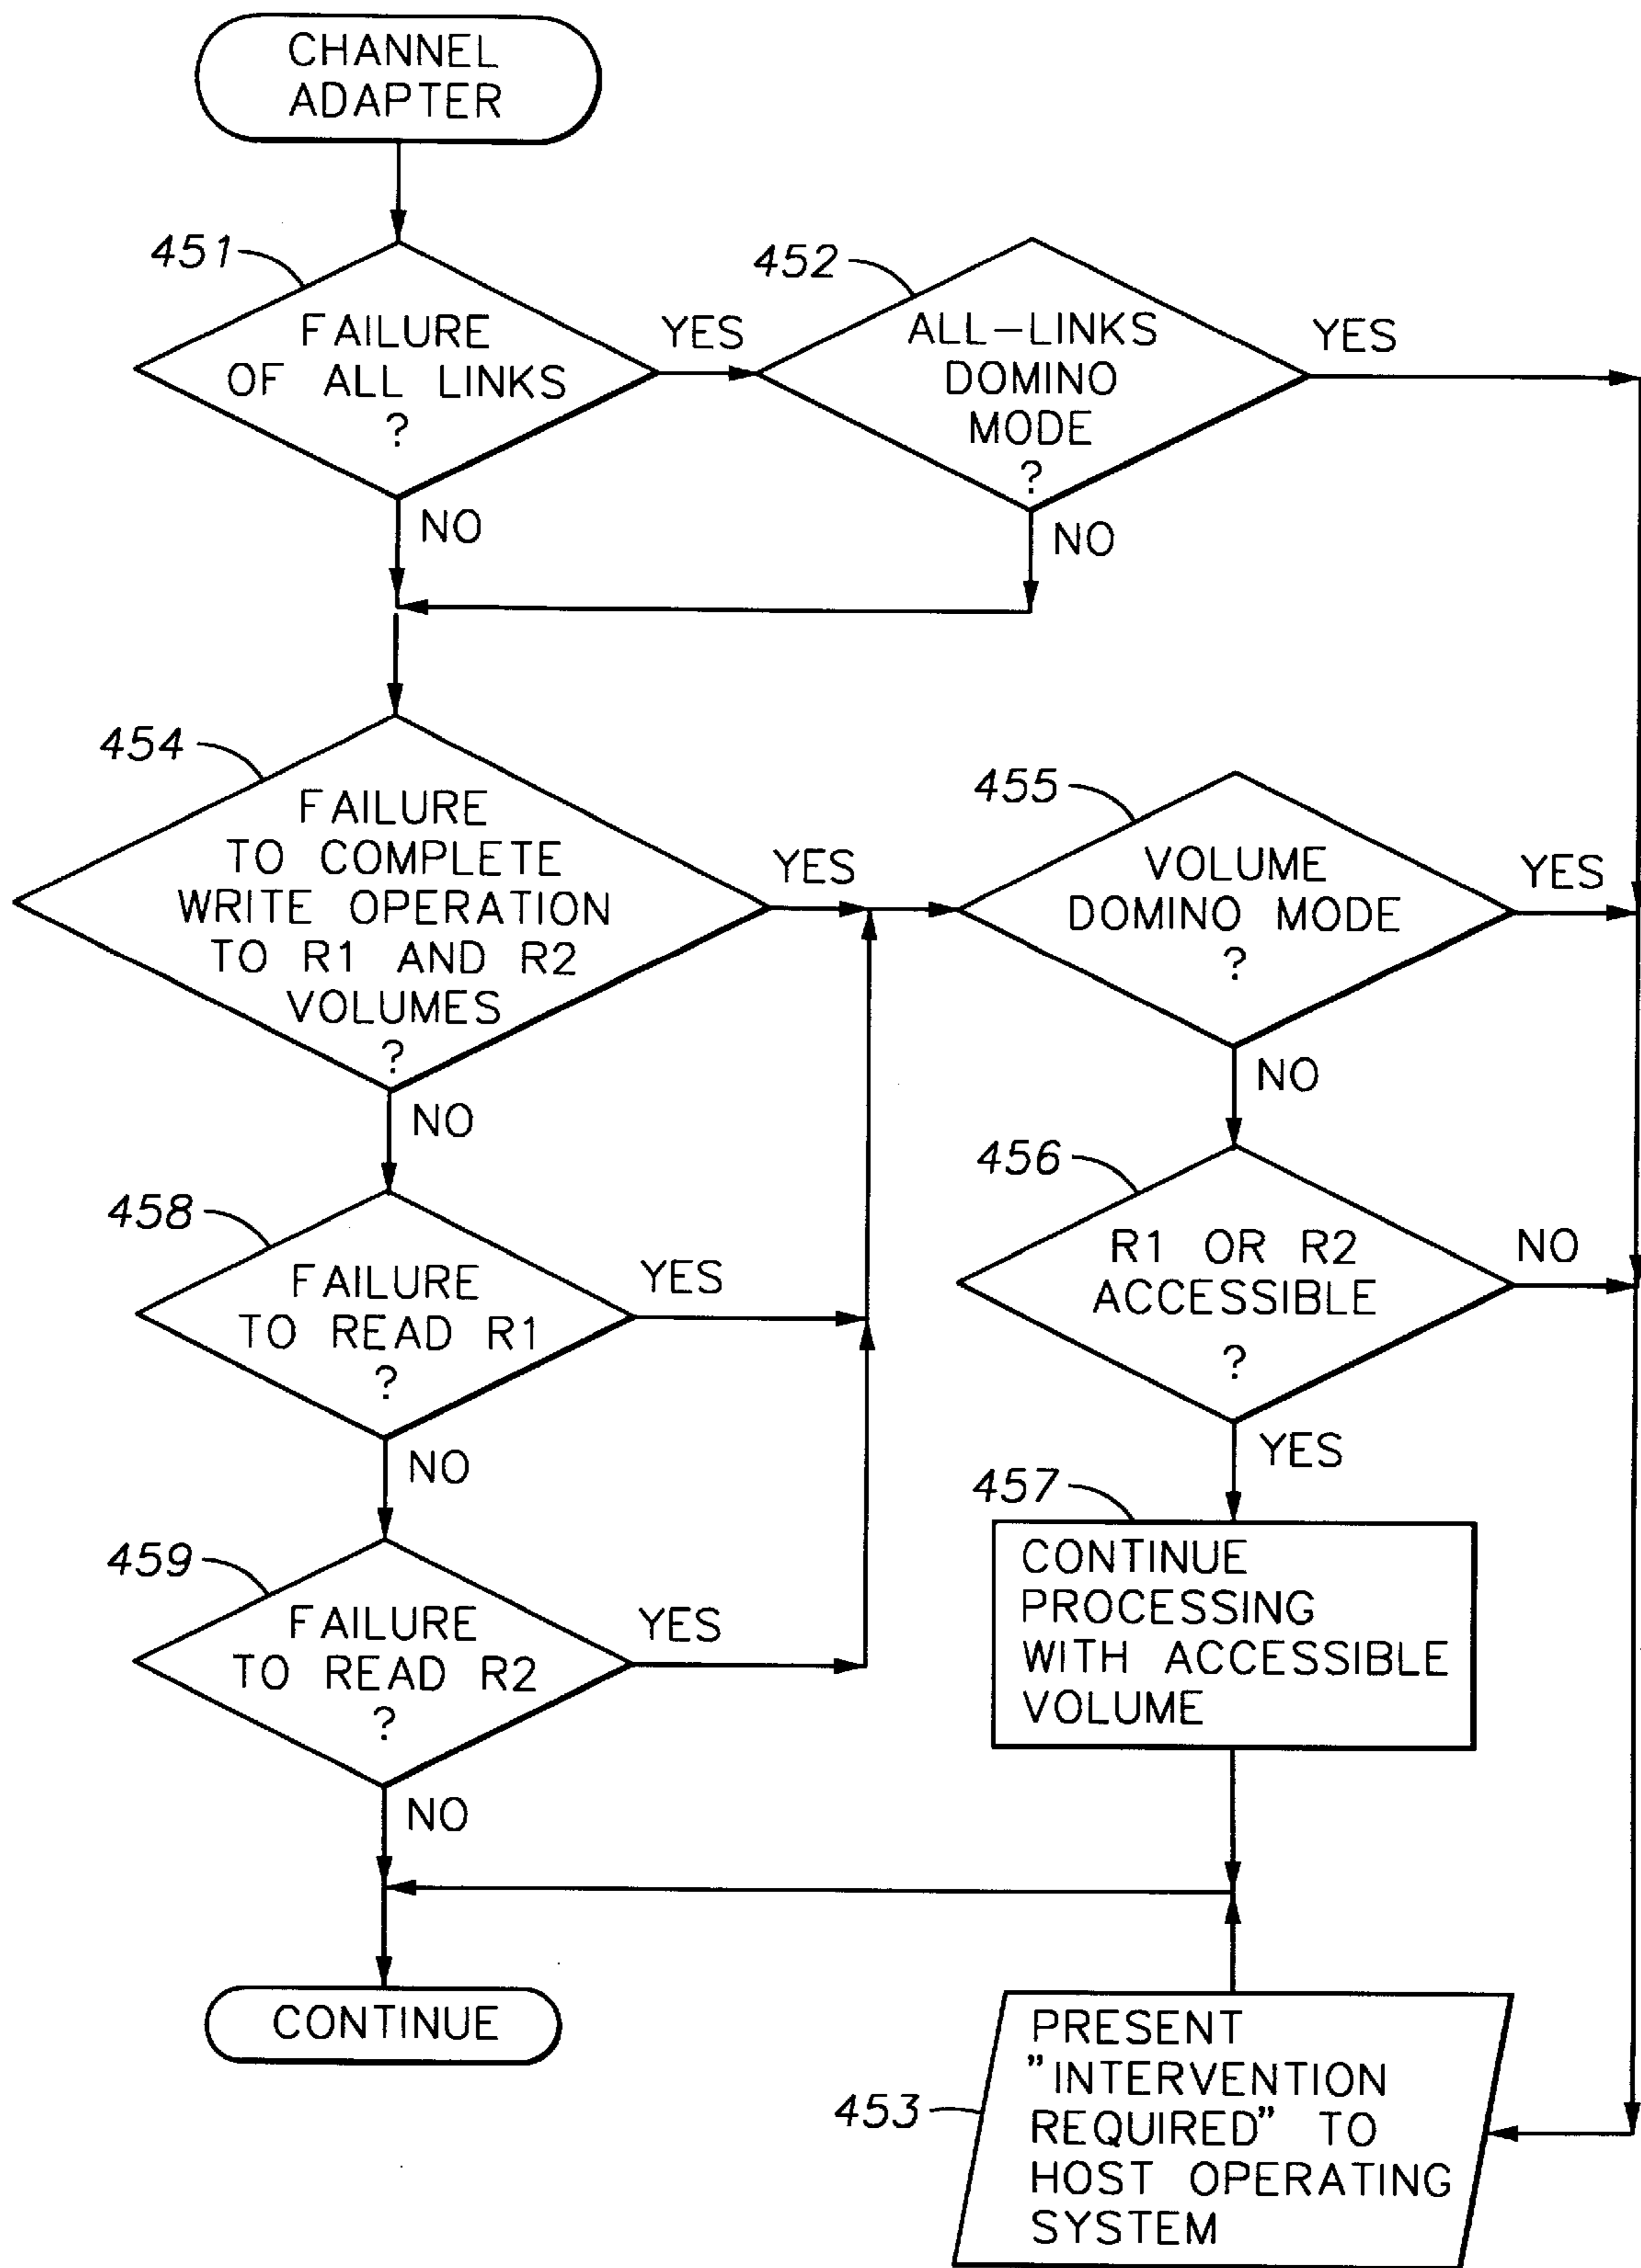 CHANNEL
ADAPTER
451
FAILURE
OF ALL LINKS
?
YES
NO
452
ALL-LINKS
DOMINO
MODE
?
YES
NO
454
FAILURE
TO COMPLETE
WRITE OPERATION
TO R1 AND R2
VOLUMES
?
YES
NO
455
VOLUME
DOMINO MODE
?
YES
NO
458
FAILURE
TO READ R1
?
YES
NO
456
R1 OR R2
ACCESSIBLE
?
NO
YES
459
FAILURE
TO READ R2
?
YES
NO
457
CONTINUE
PROCESSING
WITH ACCESSIBLE
VOLUME
CONTINUE
453
PRESENT
"INTERVENTION
REQUIRED" TO
HOST OPERATING
SYSTEM